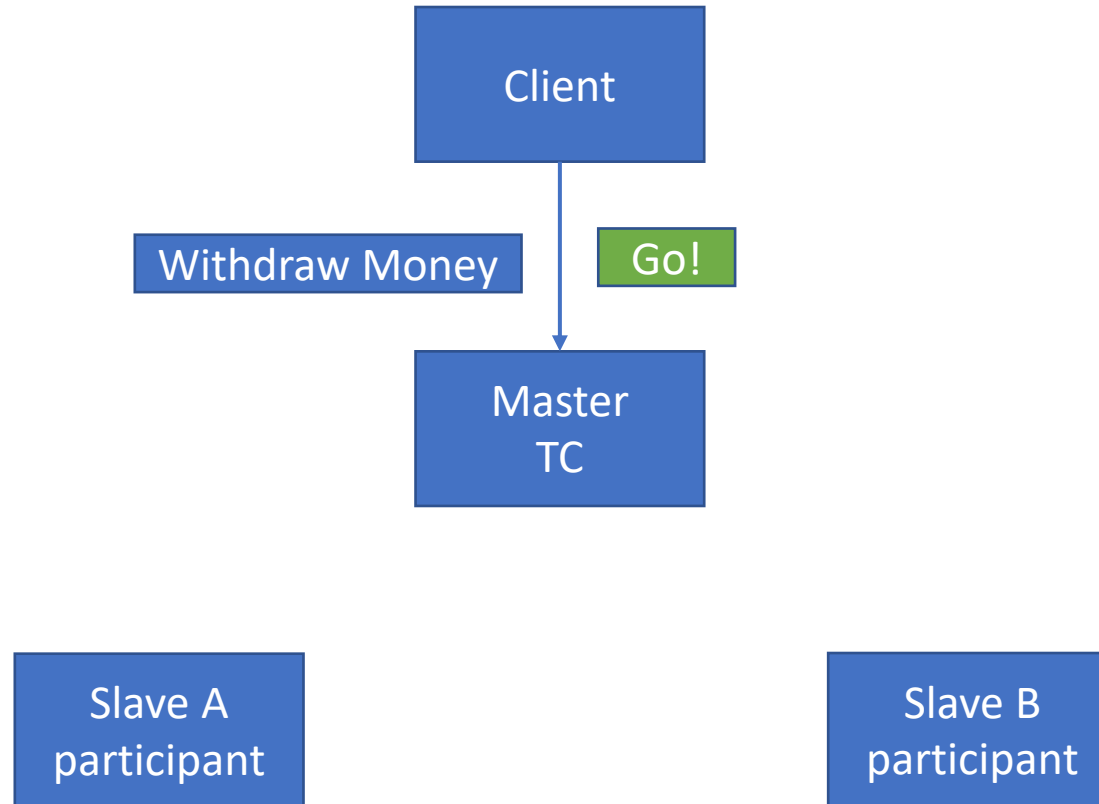 Client
Withdraw Money
Go!
Master
TC
Slave A
participant
Slave B
participant